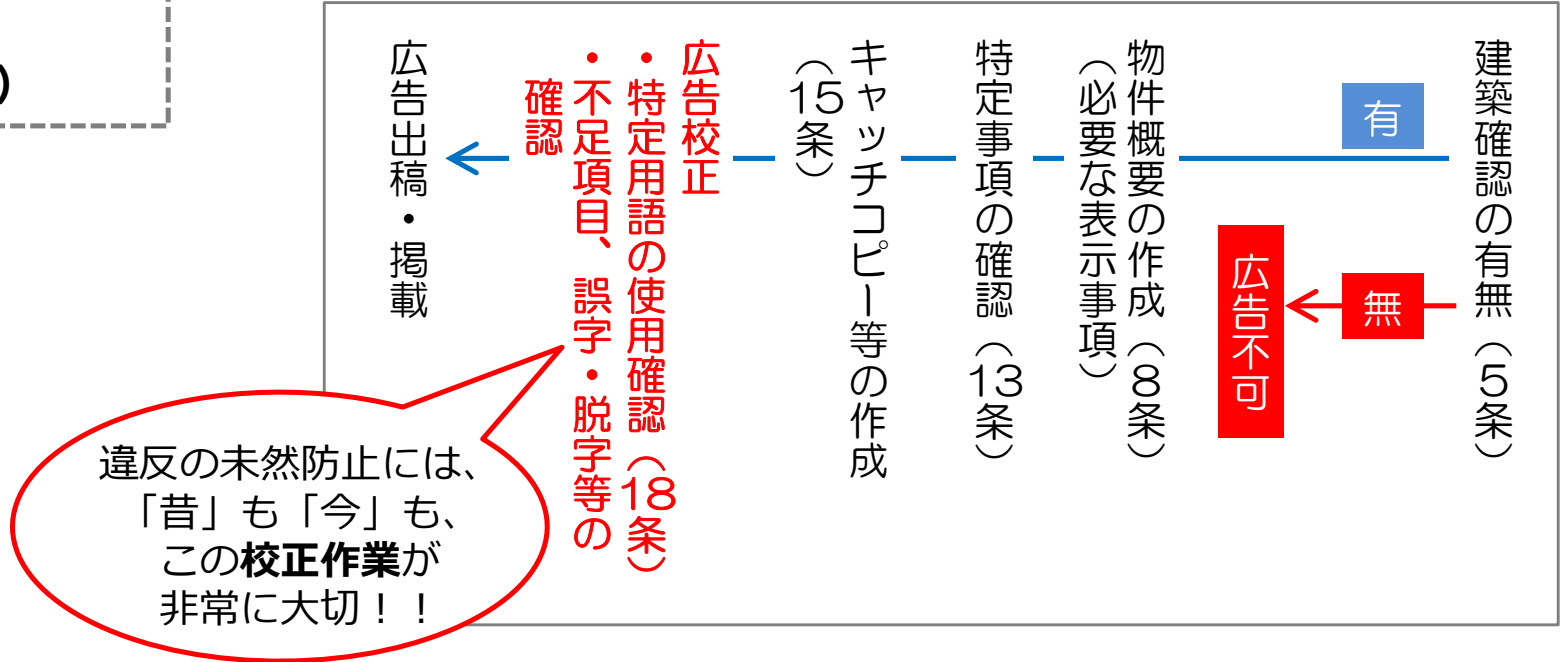 建築確認の有無（5条）
有
無
広告不可
物件概要の作成（8条）
（必要な表示事項）
特定事項の確認（13条）
キャッチコピー等の作成
（15条）
広告校正
・特定用語の使用確認（18条）
・不足項目、誤字・脱字等の
確認
広告出稿・掲載
違反の未然防止には、
「昔」も「今」も、
この校正作業が
非常に大切！！
）